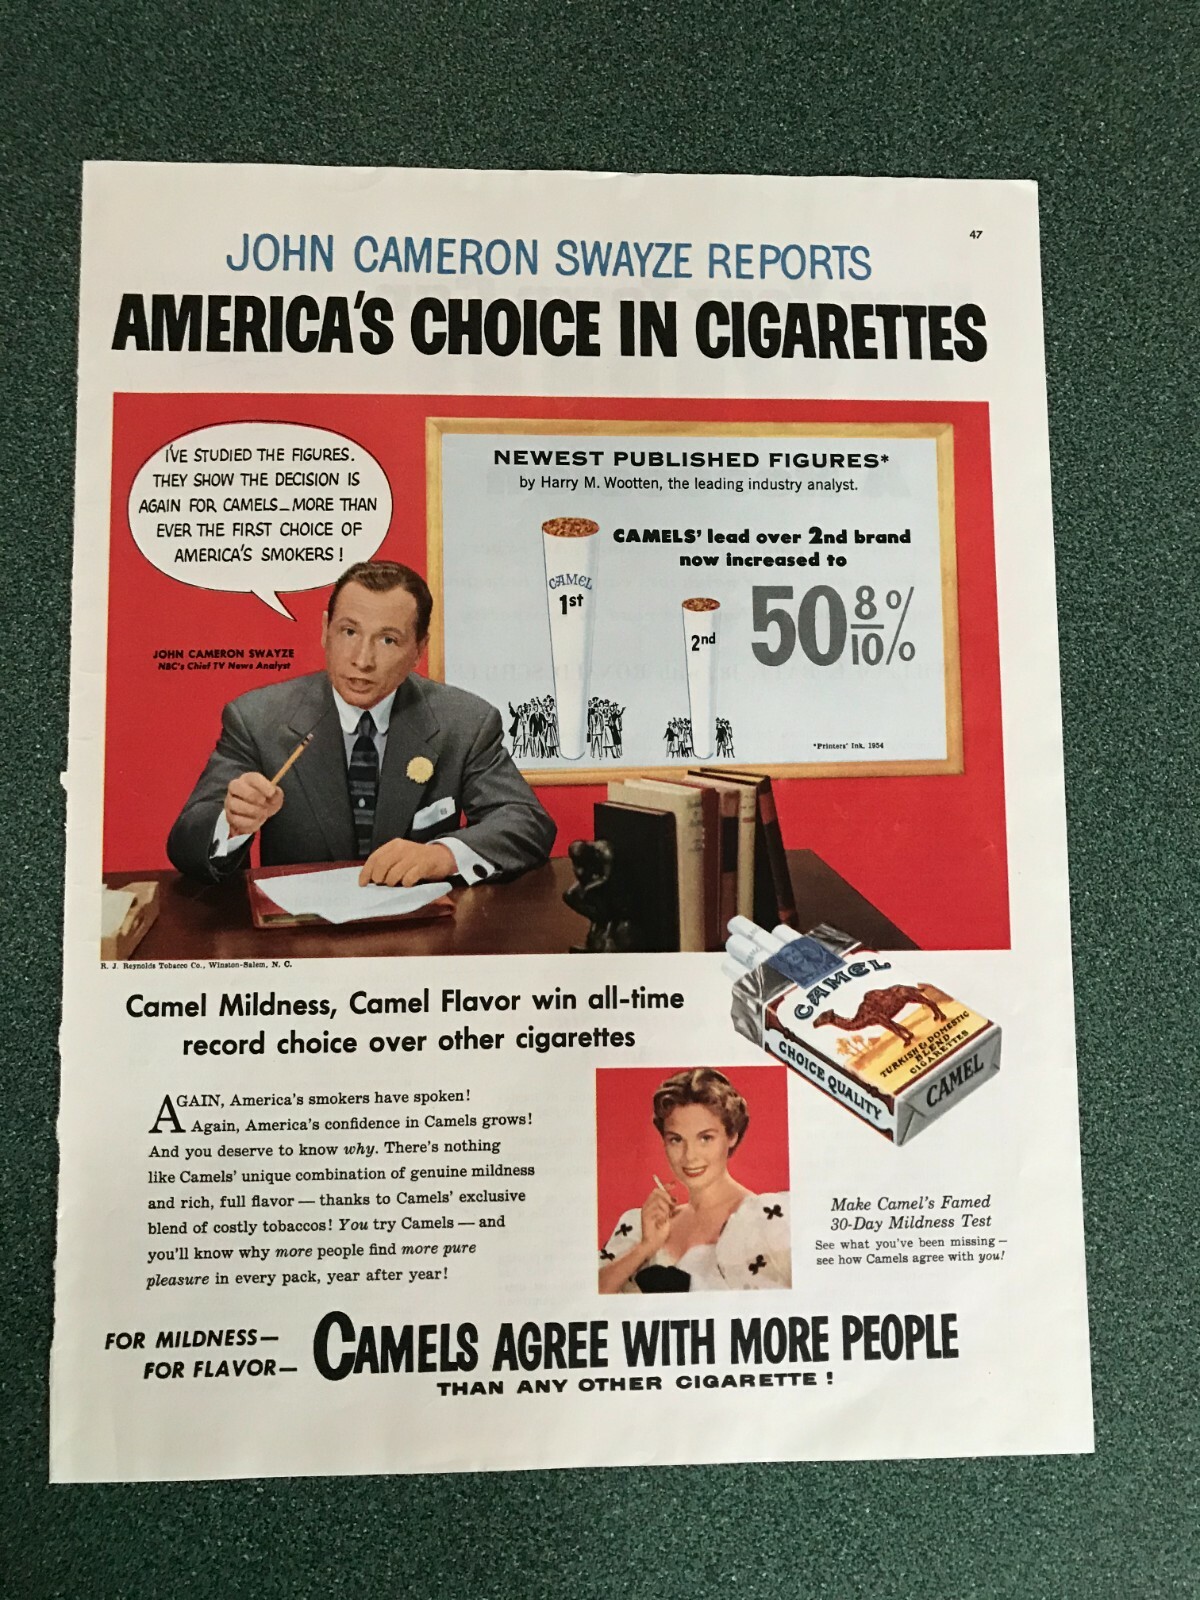 47
JOHN CAMERON SWAYZE REPORTS
AMERICA'S CHOICE IN CIGARETTES
I'VE STUDIED THE FIGURES.
THEY SHOW THE DECISION IS
AGAIN FOR CAMELS_MORE THAN
EVER THE FIRST CHOICE OF
AMERICA'S SMOKERS!
JOHN CAMERON SWAYZE
NBC's Chief TV News Analyst
NEWEST PUBLISHED FIGURES*
by Harry M. Wootten, the leading industry analyst.
CAMELS' lead over 2nd brand
now increased to
50 8/10 %
CAMEL
1st
2nd
*Printers' Ink, 1954
R. J. Reynolds Tobacco Co., Winston-Salem, N. C.
Camel Mildness, Camel Flavor win all-time
record choice over other cigarettes
AGAIN, America's smokers have spoken!
Again, America's confidence in Camels grows!
And you deserve to know why. There's nothing
like Camels' unique combination of genuine mildness
and rich, full flavor — thanks to Camels' exclusive
blend of costly tobaccos! You try Camels — and
you'll know why more people find more pure
pleasure in every pack, year after year!
CAMEL
TURKISH & DOMESTIC
BLEND
CIGARETTES
CHOICE QUALITY
CAMEL
Make Camel's Famed
30-Day Mildness Test
See what you've been missing —
see how Camels agree with you!
FOR MILDNESS—
FOR FLAVOR—
CAMELS AGREE WITH MORE PEOPLE
THAN ANY OTHER CIGARETTE!